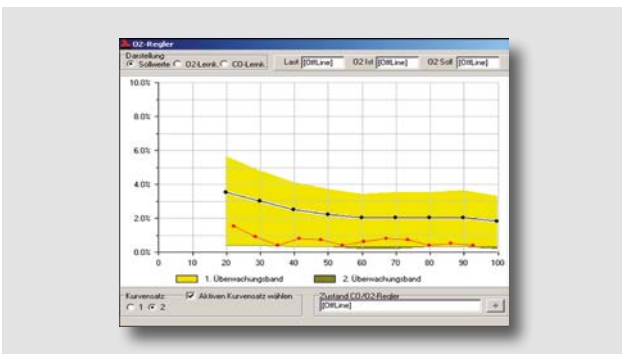 O2-Regler
Darstellung
Sollwerte O2-Lernk. CO-Lernk. Last [OffLine] O2 Ist [OffLine] O2 Soll [OffLine]
10.0%
8.0%
6.0%
4.0%
2.0%
0.0%
0 10 20 30 40 50 60 70 80 90 100
1. Überwachungsband 2. Überwachungsband
Kurvensatz Aktiven Kurvensatz wählen Zustand CO/O2-Regler
1 2 [OffLine]